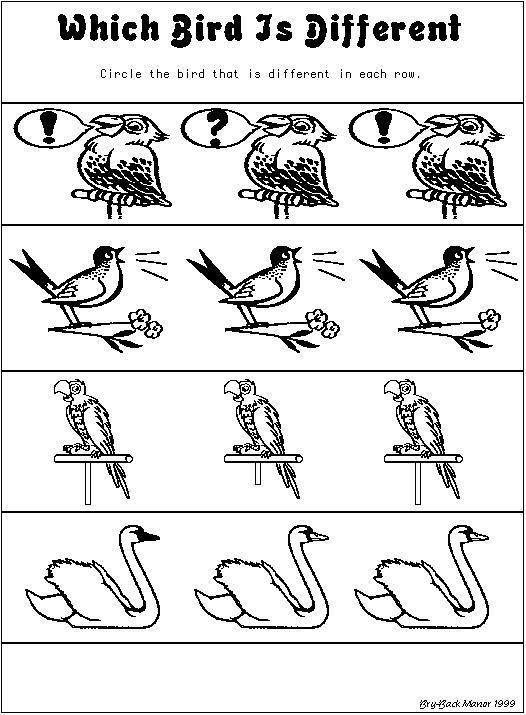 Which Bird Is Different
Circle the bird that is different in each row.
! ? !
Bry-Back Manor 1999